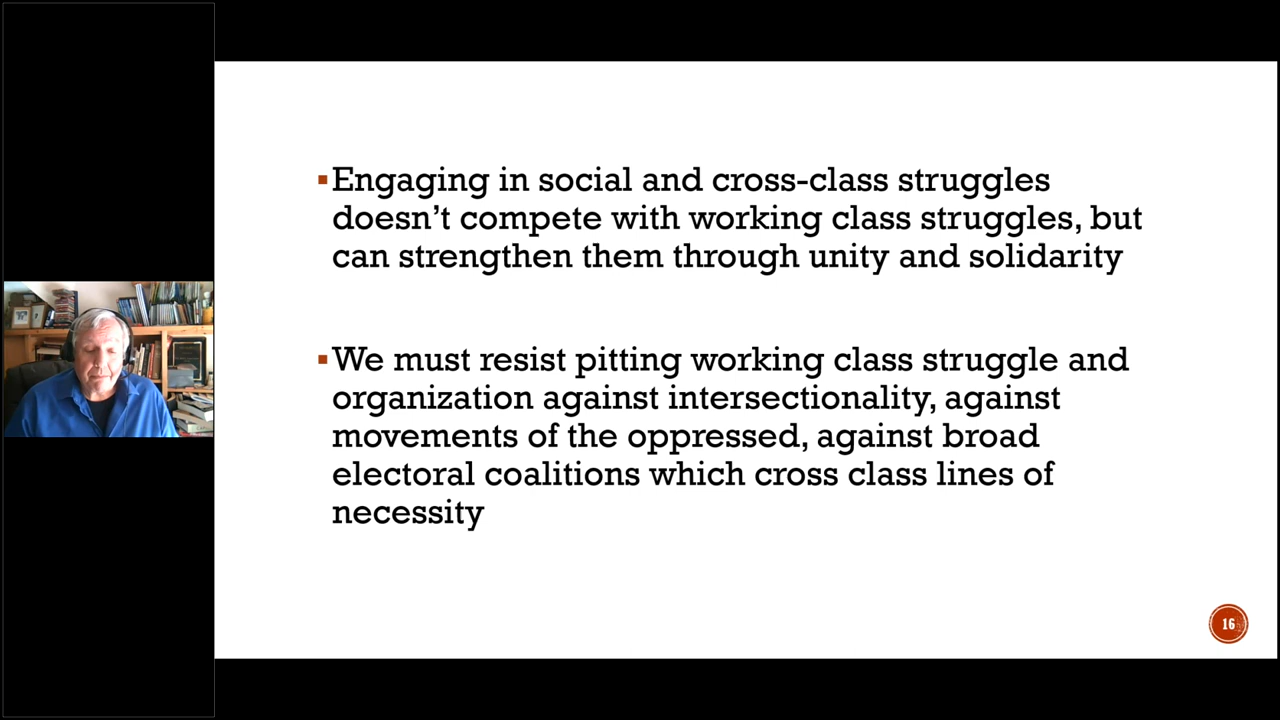 ▪Engaging in social and cross-class struggles
doesn’t compete with working class struggles, but
can strengthen them through unity and solidarity
▪We must resist pitting working class struggle and
organization against intersectionality, against
movements of the oppressed, against broad
electoral coalitions which cross class lines of
necessity
16